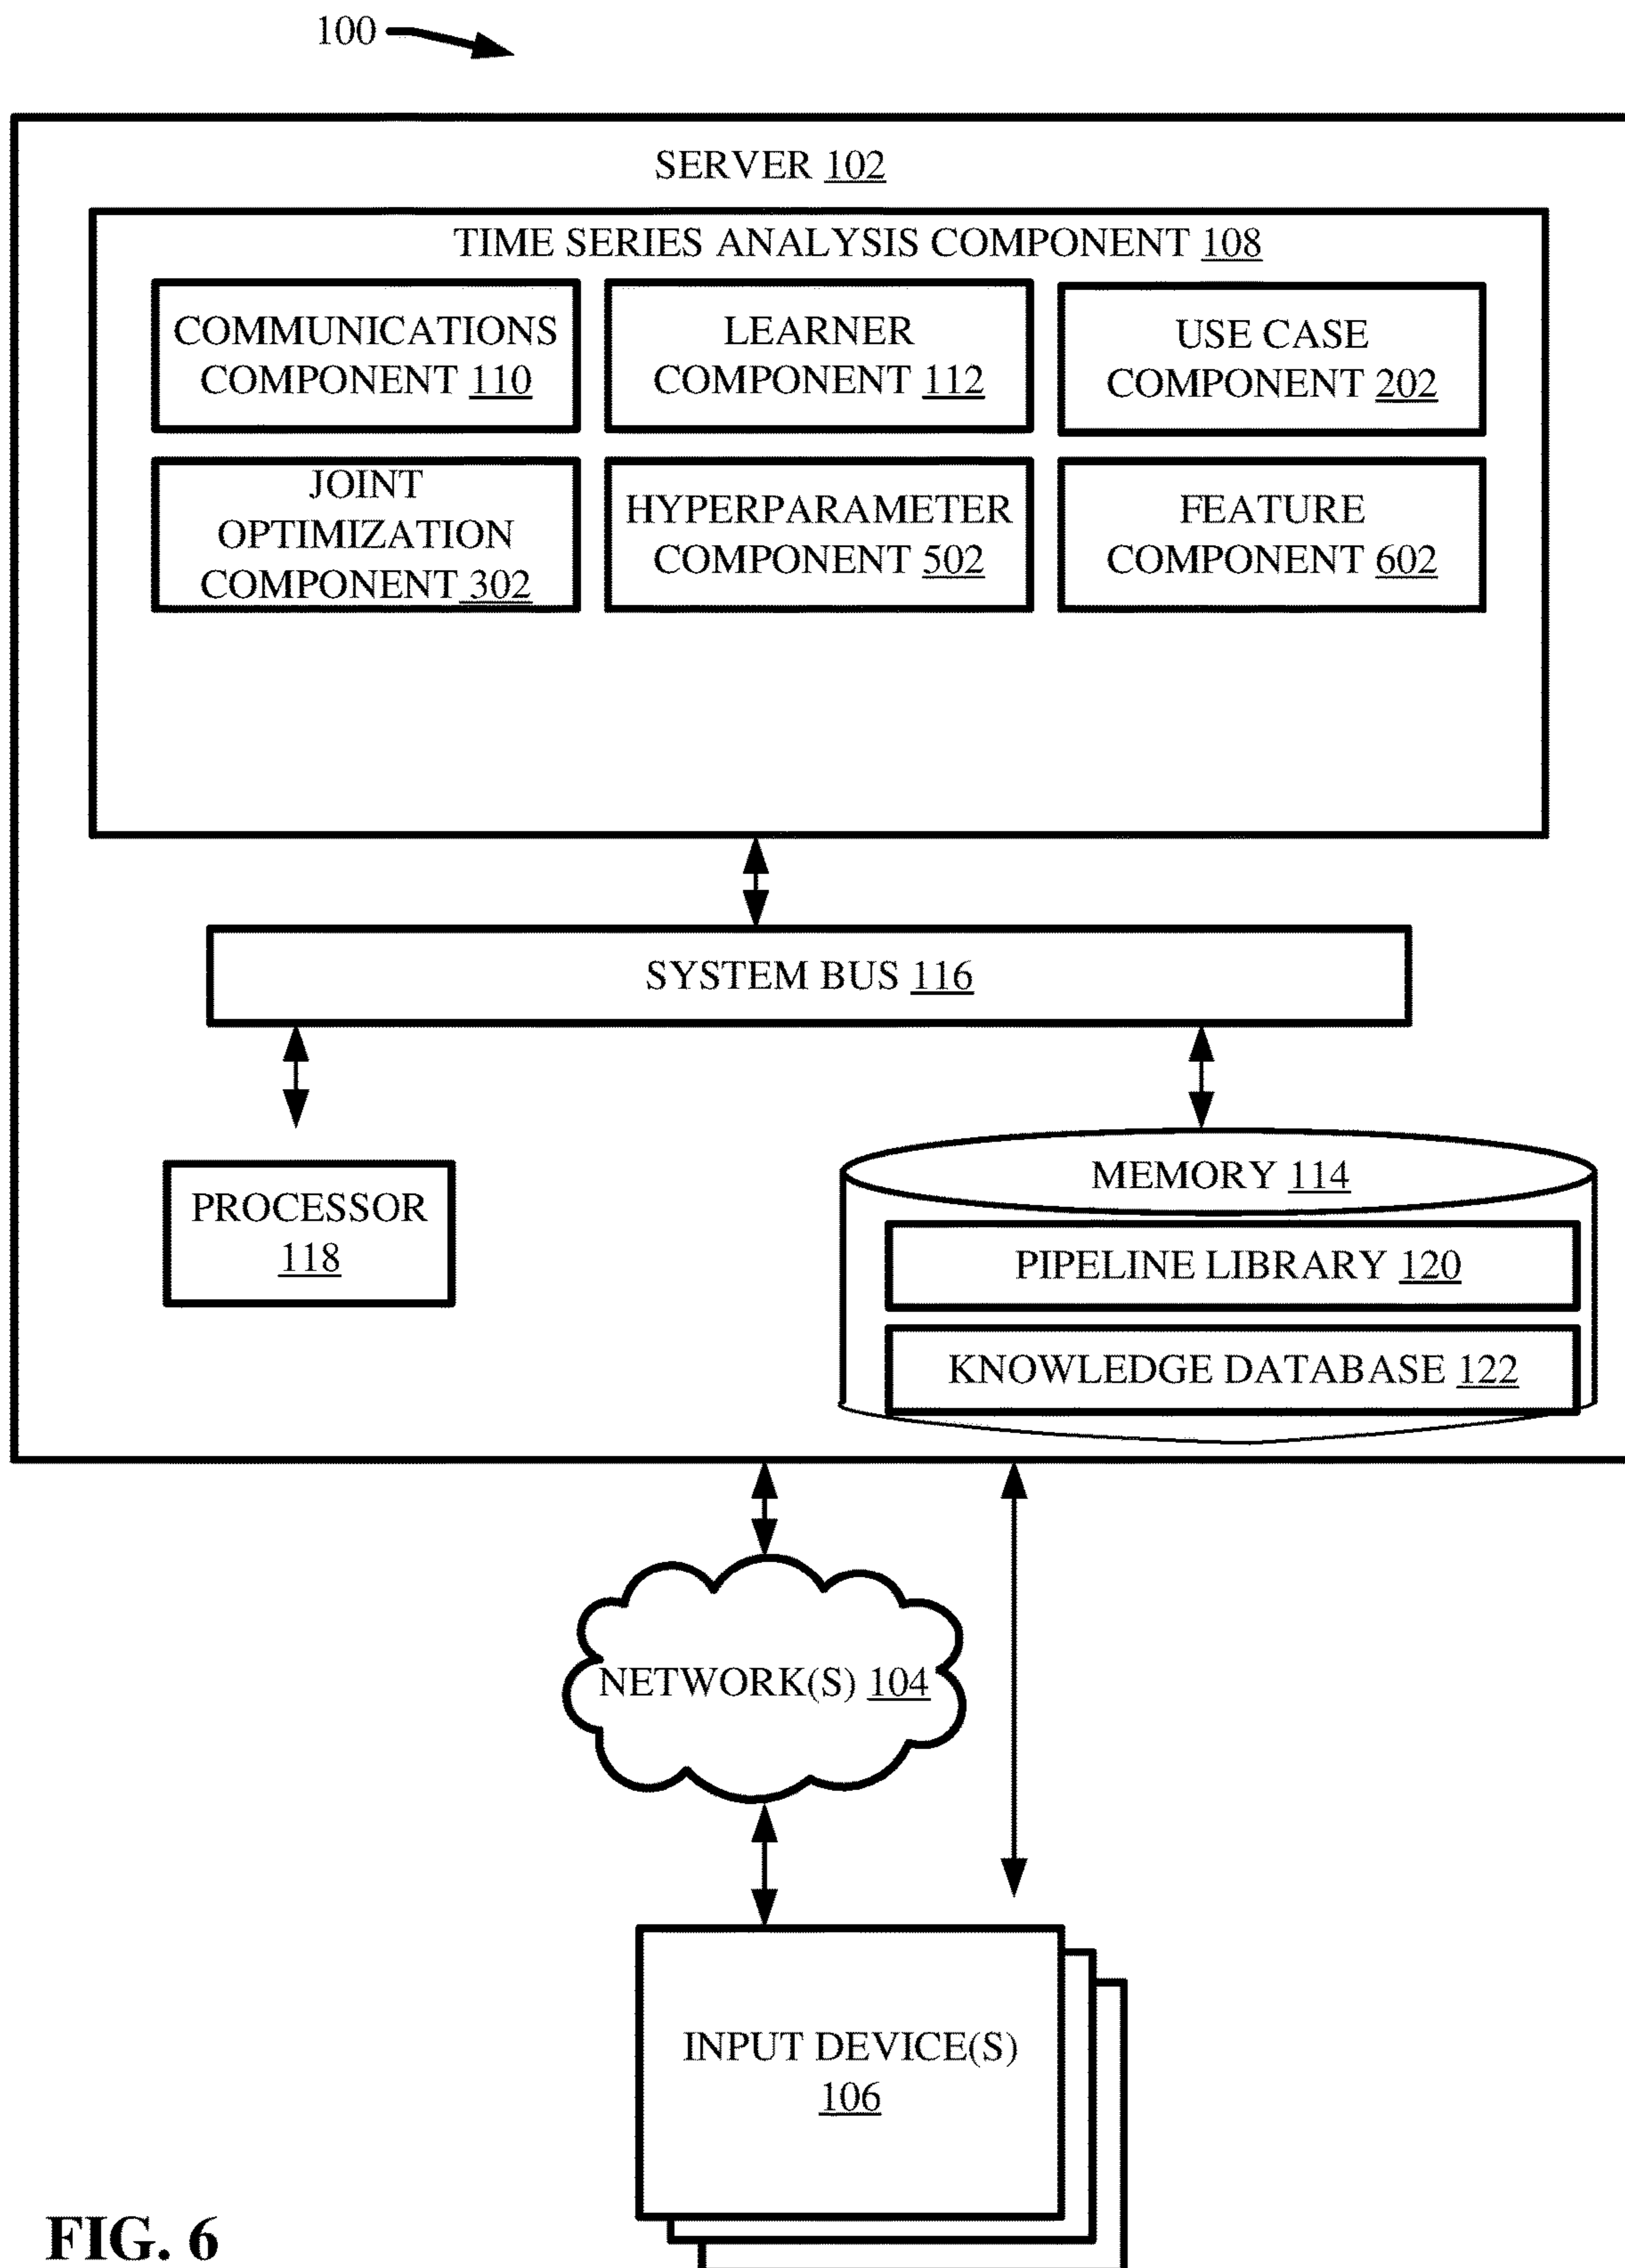 100
SERVER 102
TIME SERIES ANALYSIS COMPONENT 108
COMMUNICATIONS
COMPONENT 110
LEARNER
COMPONENT 112
USE CASE
COMPONENT 202
JOINT
OPTIMIZATION
COMPONENT 302
HYPERPARAMETER
COMPONENT 502
FEATURE
COMPONENT 602
SYSTEM BUS 116
PROCESSOR
118
MEMORY 114
PIPELINE LIBRARY 120
KNOWLEDGE DATABASE 122
NETWORK(S) 104
INPUT DEVICE(S)
106
FIG. 6